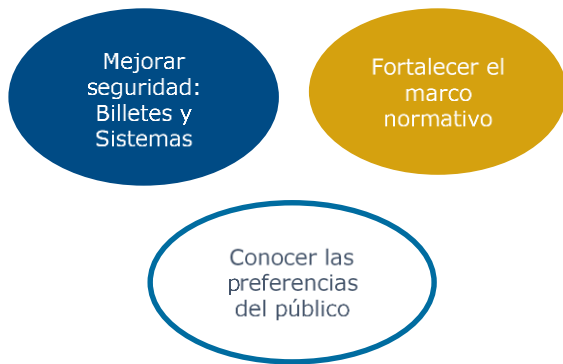 Mejorar
seguridad:
Billetes y
Sistemas
Fortalecer el
marco
normativo
Conocer las
preferencias
del público